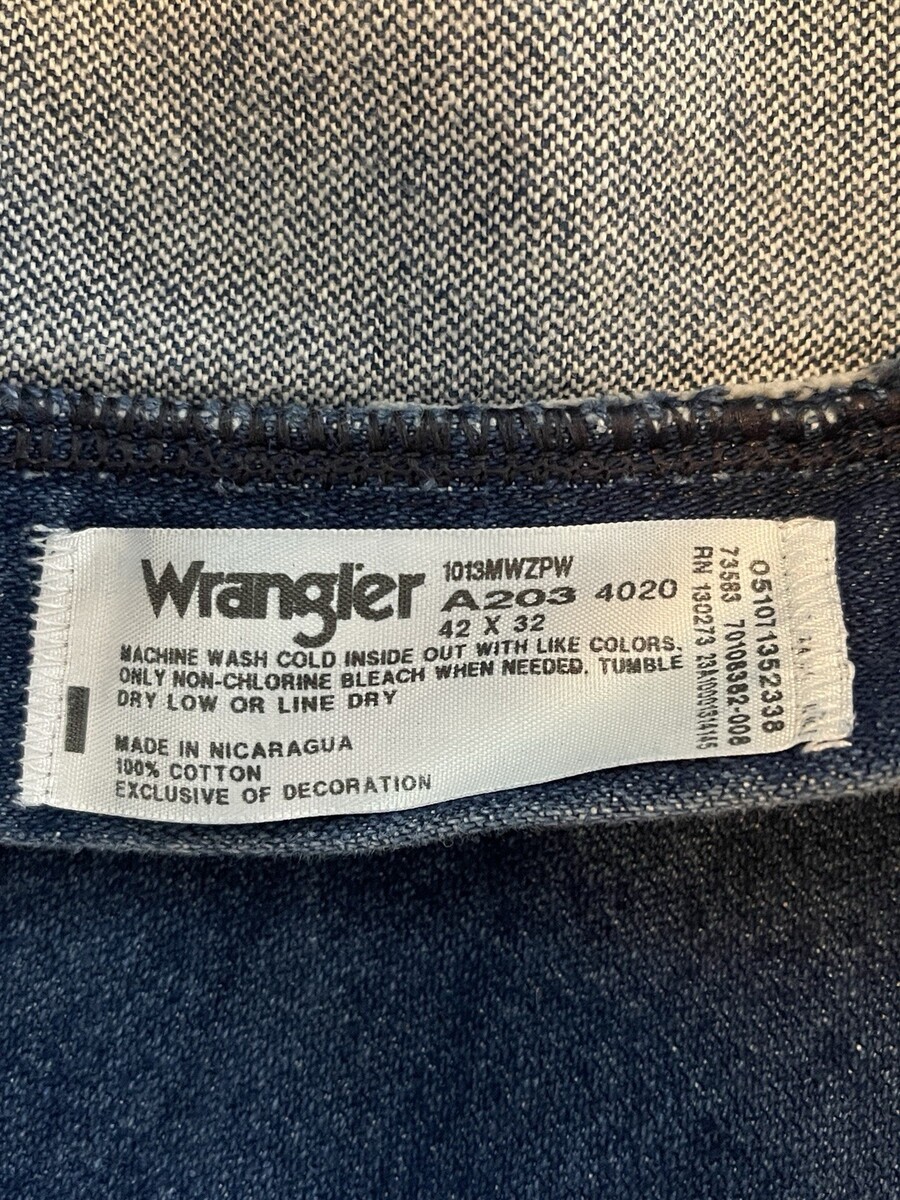 Wrangler
1013MWZPW
A203 4020
42 X 32
MACHINE WASH COLD INSIDE OUT WITH LIKE COLORS.
ONLY NON-CHLORINE BLEACH WHEN NEEDED. TUMBLE
DRY LOW OR LINE DRY
MADE IN NICARAGUA
100% COTTON
EXCLUSIVE OF DECORATION
051071352338
73583 70108382-008
RN 130273